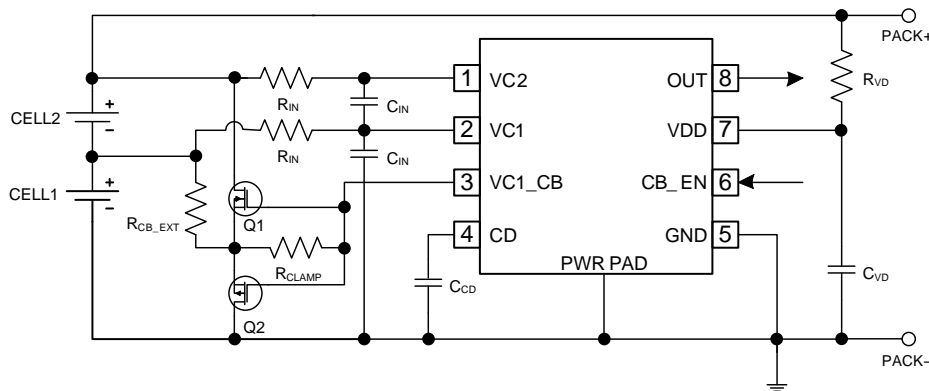 PACK+
1 VC2 OUT 8
RVD
RIN CIN
CELL2 + -
2 VC1 VDD 7
RIN CIN
3 VC1_CB CB_EN 6
CELL1 + -
RCB_EXT Q1
4 CD GND 5
RCLAMP
PWR PAD
CCD CVD
Q2
PACK–